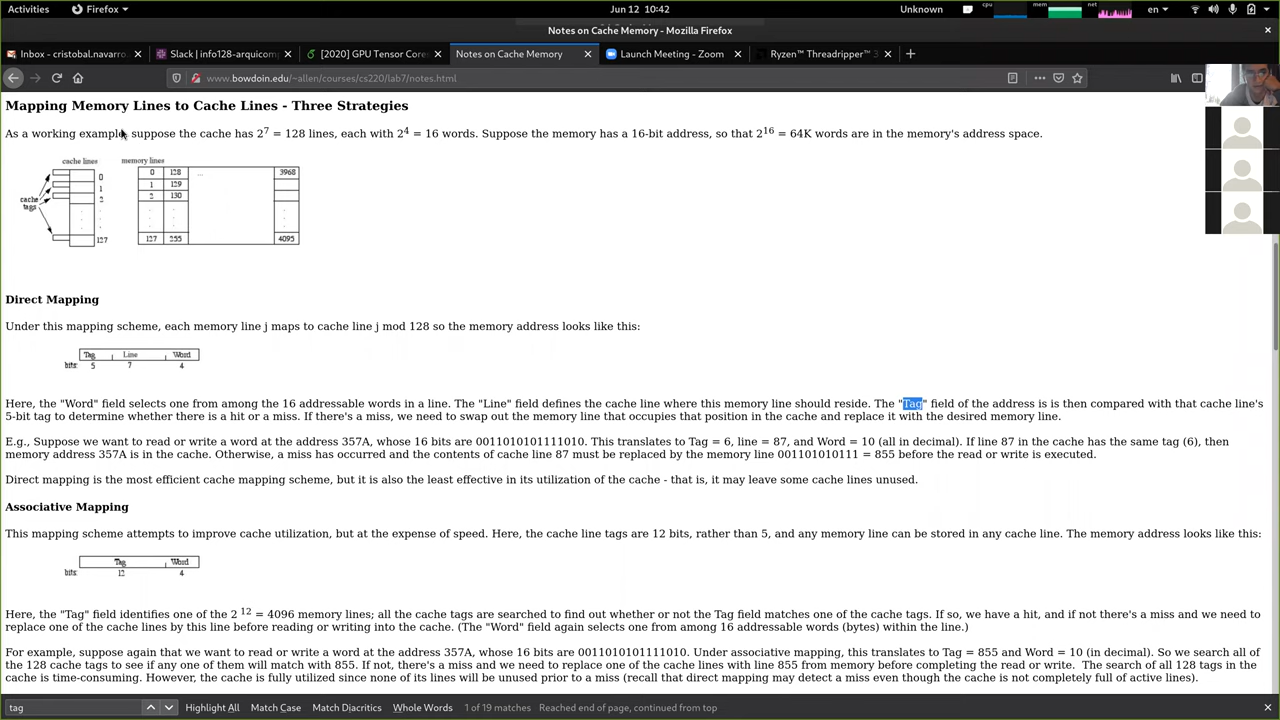 Activities
Firefox
Jun 12 10:42
Unknown
cpu
mem
net
en
Notes on Cache Memory - Mozilla Firefox
Inbox - cristobal.navarro
Slack | info128-arquicom
[2020] GPU Tensor Core
Notes on Cache Memory
Launch Meeting - Zoom
Ryzen™ Threadripper™ 3
www.bowdoin.edu/~allen/courses/cs220/lab7/notes.html
Mapping Memory Lines to Cache Lines - Three Strategies
As a working example, suppose the cache has 2⁷ = 128 lines, each with 2⁴ = 16 words. Suppose the memory has a 16-bit address, so that 2¹⁶ = 64K words are in the memory's address space.
cache lines memory lines
0 128 ... 3968
0
1 129
1
2 130
2
cache
tags
127 255 4095
127
Direct Mapping
Under this mapping scheme, each memory line j maps to cache line j mod 128 so the memory address looks like this:
Tag Line Word
bits: 5 7 4
Here, the "Word" field selects one from among the 16 addressable words in a line. The "Line" field defines the cache line where this memory line should reside. The "Tag" field of the address is is then compared with that cache line's
5-bit tag to determine whether there is a hit or a miss. If there's a miss, we need to swap out the memory line that occupies that position in the cache and replace it with the desired memory line.
E.g., Suppose we want to read or write a word at the address 357A, whose 16 bits are 0011010101111010. This translates to Tag = 6, line = 87, and Word = 10 (all in decimal). If line 87 in the cache has the same tag (6), then
memory address 357A is in the cache. Otherwise, a miss has occurred and the contents of cache line 87 must be replaced by the memory line 001101010111 = 855 before the read or write is executed.
Direct mapping is the most efficient cache mapping scheme, but it is also the least effective in its utilization of the cache - that is, it may leave some cache lines unused.
Associative Mapping
This mapping scheme attempts to improve cache utilization, but at the expense of speed. Here, the cache line tags are 12 bits, rather than 5, and any memory line can be stored in any cache line. The memory address looks like this:
Tag Word
bits: 12 4
Here, the "Tag" field identifies one of the 2 ¹² = 4096 memory lines; all the cache tags are searched to find out whether or not the Tag field matches one of the cache tags. If so, we have a hit, and if not there's a miss and we need to
replace one of the cache lines by this line before reading or writing into the cache. (The "Word" field again selects one from among 16 addressable words (bytes) within the line.)
For example, suppose again that we want to read or write a word at the address 357A, whose 16 bits are 0011010101111010. Under associative mapping, this translates to Tag = 855 and Word = 10 (in decimal). So we search all of
the 128 cache tags to see if any one of them will match with 855. If not, there's a miss and we need to replace one of the cache lines with line 855 from memory before completing the read or write. The search of all 128 tags in the
cache is time-consuming. However, the cache is fully utilized since none of its lines will be unused prior to a miss (recall that direct mapping may detect a miss even though the cache is not completely full of active lines).
tag
Highlight All
Match Case
Match Diacritics
Whole Words
1 of 19 matches
Reached end of page, continued from top